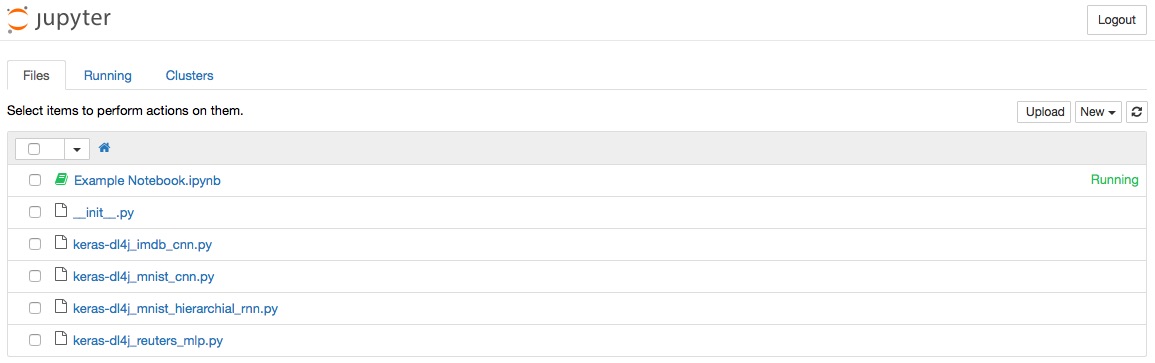 jupyter
Logout
Files Running Clusters
Select items to perform actions on them.
Upload New
Example Notebook.ipynb Running
__init__.py
keras-dl4j_imdb_cnn.py
keras-dl4j_mnist_cnn.py
keras-dl4j_mnist_hierarchial_rnn.py
keras-dl4j_reuters_mlp.py